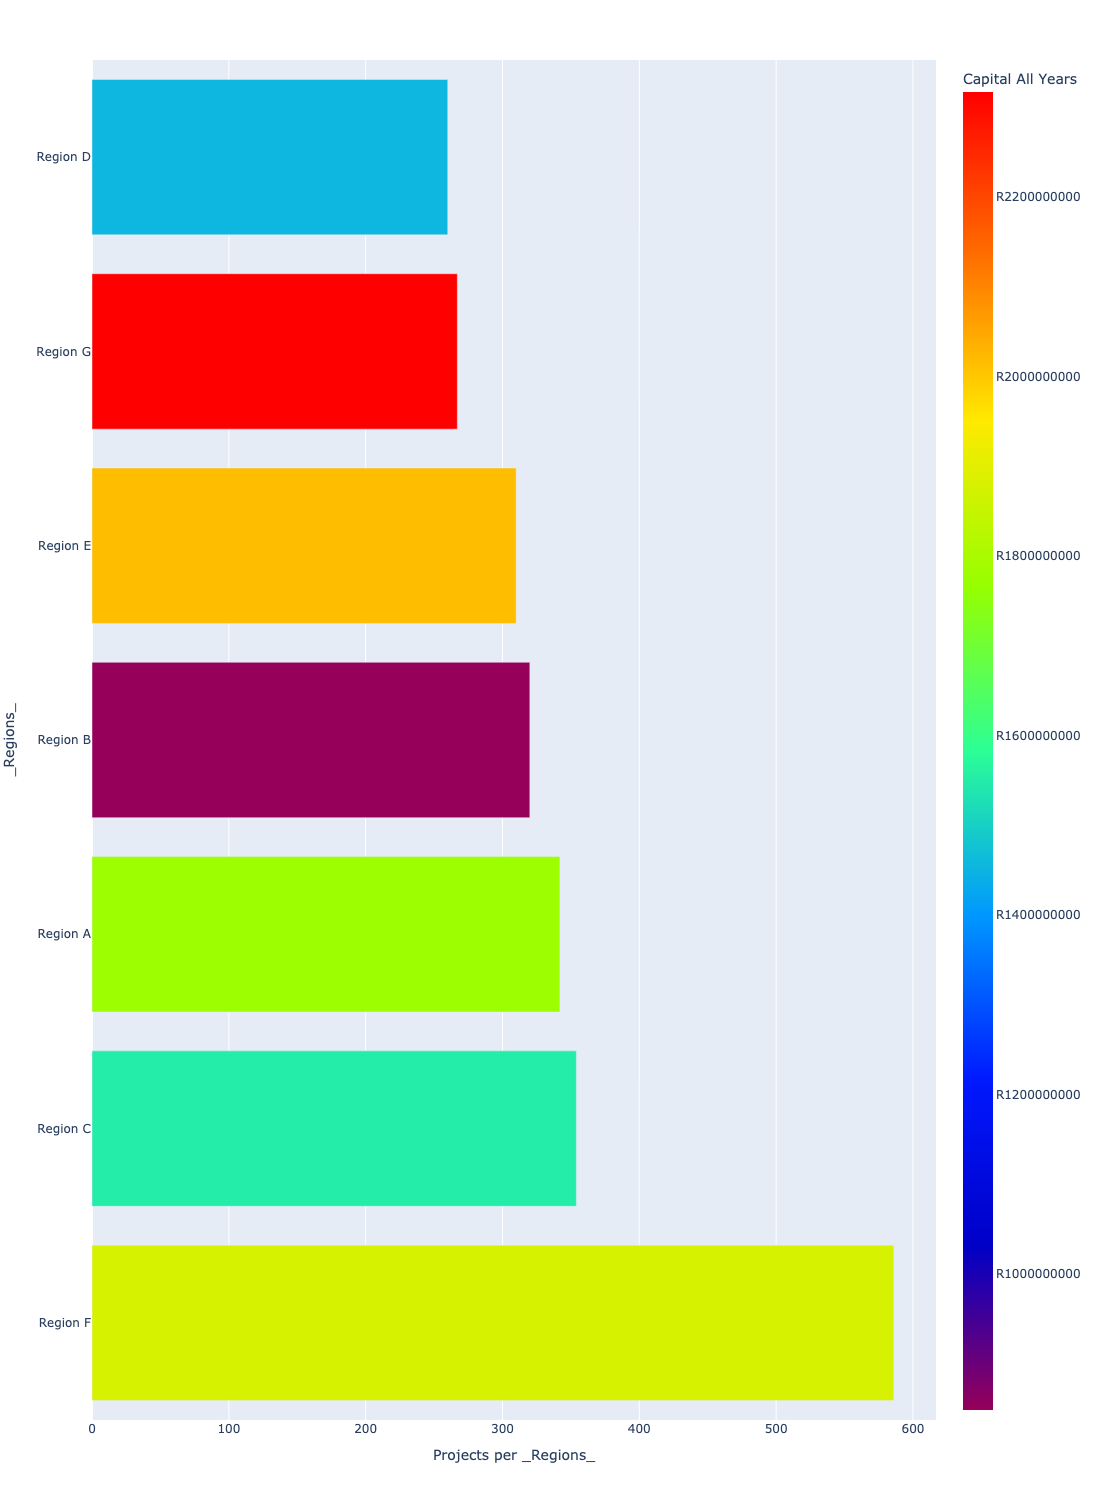 Capital All Years
R2200000000
R2000000000
R1800000000
R1600000000
R1400000000
R1200000000
R1000000000
_Regions_
Region D
Region G
Region E
Region B
Region A
Region C
Region F
0 100 200 300 400 500 600
Projects per _Regions_